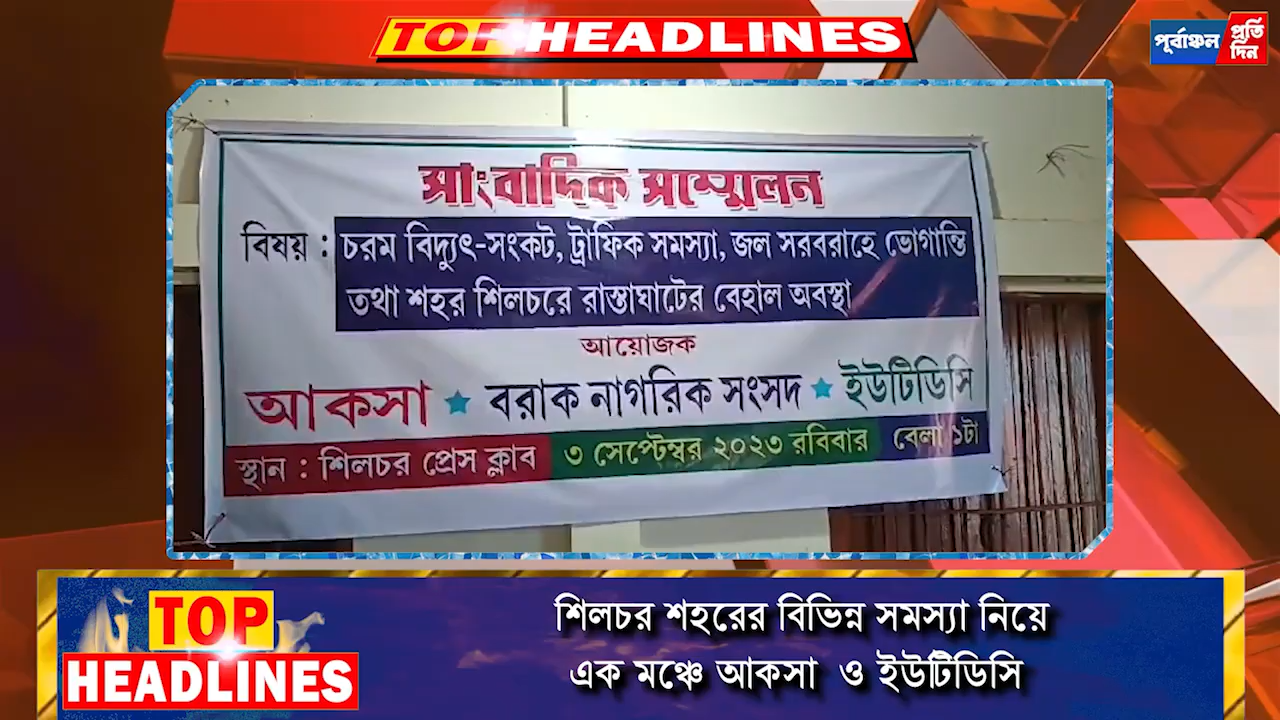 TOP HEADLINES
পূর্বাঞ্চল প্রতি দিন
সাংবাদিক সম্মেলন
বিষয় : চরম বিদ্যুৎ-সংকট, ট্রাফিক সমস্যা, জল সরবরাহে ভোগান্তি
তথা শহর শিলচরে রাস্তাঘাটের বেহাল অবস্থা
আয়োজক
আকসা ★ বরাক নাগরিক সংসদ ★ ইউটিডিসি
স্থান : শিলচর প্রেস ক্লাব ৩ সেপ্টেম্বর ২০২৩ রবিবার বেলা ১টা
TOP
HEADLINES
শিলচর শহরের বিভিন্ন সমস্যা নিয়ে
এক মঞ্চে আকসা ও ইউটিডিসি